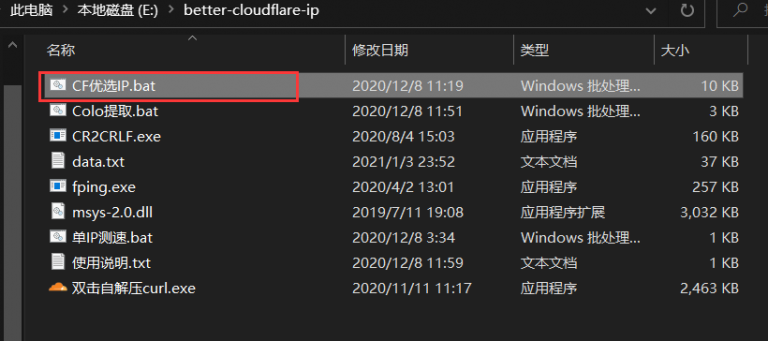 此电脑 › 本地磁盘 (E:) › better-cloudflare-ip
名称 修改日期 类型 大小
CF优选IP.bat 2020/12/8 11:19 Windows 批处理... 10 KB
Colo提取.bat 2020/12/8 11:51 Windows 批处理... 3 KB
CR2CRLF.exe 2020/8/4 15:03 应用程序 160 KB
data.txt 2021/1/3 23:52 文本文档 37 KB
fping.exe 2020/4/2 13:01 应用程序 257 KB
msys-2.0.dll 2019/7/11 19:08 应用程序扩展 3,032 KB
单IP测速.bat 2020/12/8 3:34 Windows 批处理... 1 KB
使用说明.txt 2020/12/8 11:59 文本文档 1 KB
双击自解压curl.exe 2020/11/11 11:17 应用程序 2,463 KB